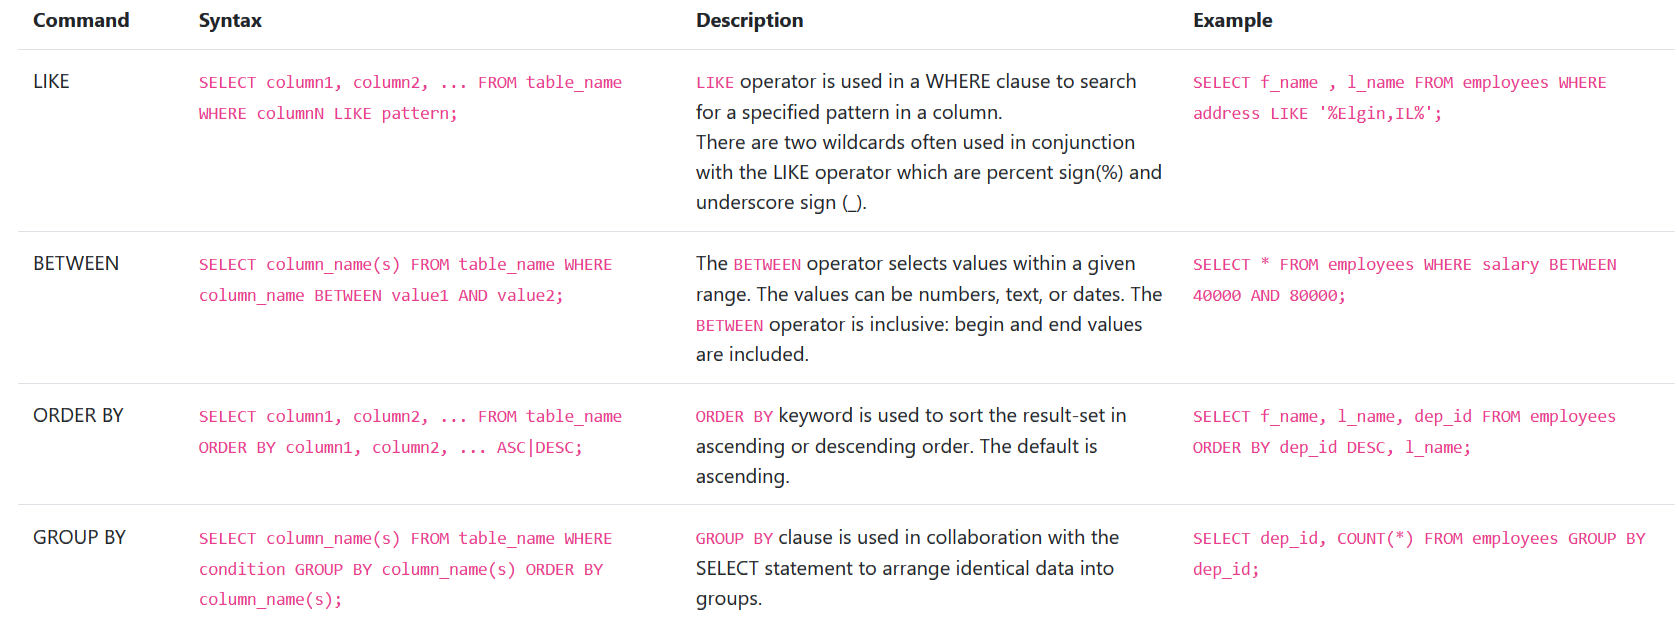 Command Syntax Description Example
LIKE
SELECT column1, column2, ... FROM table_name
WHERE columnN LIKE pattern;
LIKE operator is used in a WHERE clause to search
for a specified pattern in a column.
There are two wildcards often used in conjunction
with the LIKE operator which are percent sign(%) and
underscore sign (_).
SELECT f_name , l_name FROM employees WHERE
address LIKE '%Elgin,IL%';
BETWEEN
SELECT column_name(s) FROM table_name WHERE
column_name BETWEEN value1 AND value2;
The BETWEEN operator selects values within a given
range. The values can be numbers, text, or dates. The
BETWEEN operator is inclusive: begin and end values
are included.
SELECT * FROM employees WHERE salary BETWEEN
40000 AND 80000;
ORDER BY
SELECT column1, column2, ... FROM table_name
ORDER BY column1, column2, ... ASC|DESC;
ORDER BY keyword is used to sort the result-set in
ascending or descending order. The default is
ascending.
SELECT f_name, l_name, dep_id FROM employees
ORDER BY dep_id DESC, l_name;
GROUP BY
SELECT column_name(s) FROM table_name WHERE
condition GROUP BY column_name(s) ORDER BY
column_name(s);
GROUP BY clause is used in collaboration with the
SELECT statement to arrange identical data into
groups.
SELECT dep_id, COUNT(*) FROM employees GROUP BY
dep_id;